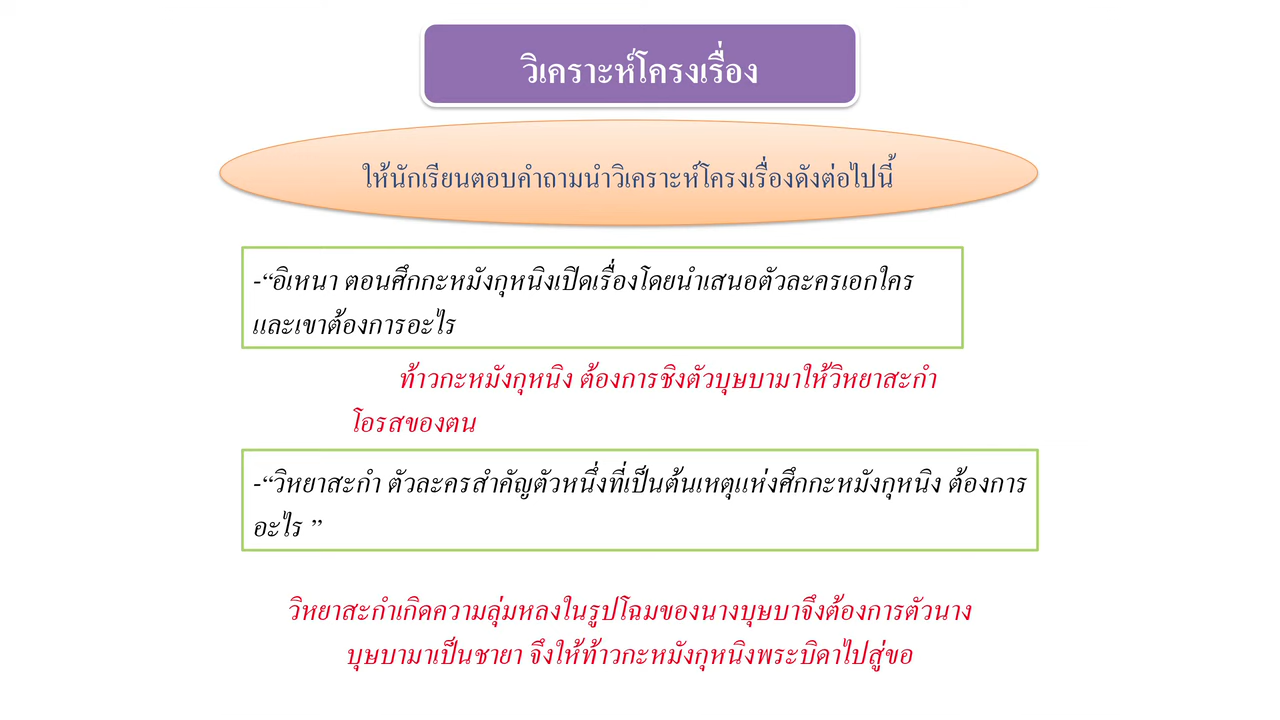 วิเคราะห์โครงเรื่อง
ให้นักเรียนตอบคำถามนำวิเคราะห์โครงเรื่องดังต่อไปนี้
-“อิเหนา ตอนศึกกะหมังกุหนิงเปิดเรื่องโดยนำเสนอตัวละครเอกใคร
และเขาต้องการอะไร
ท้าวกะหมังกุหนิง ต้องการชิงตัวบุษบามาให้วิหยาสะกำ
โอรสของตน
-“วิหยาสะกำ ตัวละครสำคัญตัวหนึ่งที่เป็นต้นเหตุแห่งศึกกะหมังกุหนิง ต้องการ
อะไร ”
วิหยาสะกำเกิดความลุ่มหลงในรูปโฉมของนางบุษบาจึงต้องการตัวนาง
บุษบามาเป็นชายา จึงให้ท้าวกะหมังกุหนิงพระบิดาไปสู่ขอ